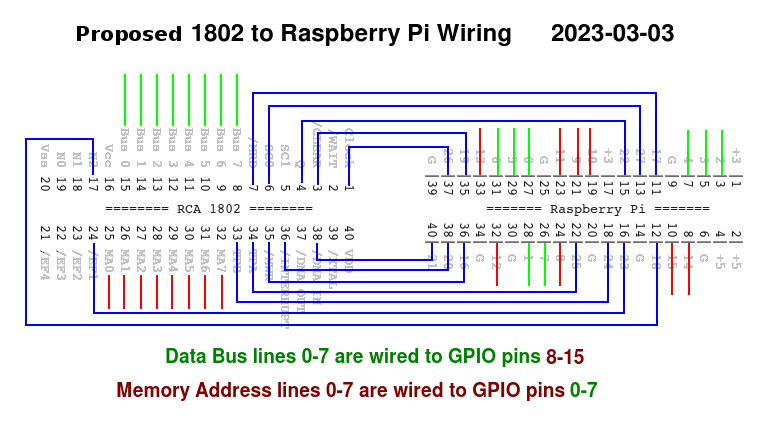 Proposed 1802 to Raspberry Pi Wiring 2023-03-03
Vss N0 N1 N2 Vcc Bus 0 Bus 1 Bus 2 Bus 3 Bus 4 Bus 5 Bus 6 Bus 7 /MRD SC0 SC1 Q /CLEAR /WAIT Clock
20 19 18 17 16 15 14 13 12 11 10 9 8 7 6 5 4 3 2 1
G 26 19 13 6 5 0 G 11 9 10 +3 22 27 17 G 4 3 2 +3
39 37 35 33 31 29 27 25 23 21 19 17 15 13 11 9 7 5 3 1
======== RCA 1802 ========
======= Raspberry Pi =======
21 22 23 24 25 26 27 28 29 30 31 32 33 34 35 36 37 38 39 40
/EF4 /EF3 /EF2 /EF1 MA0 MA1 MA2 MA3 MA4 MA5 MA6 MA7 TPB TPA /MWR /INTERRUPT /DMA OUT /DMA IN /XTAL VDD
40 38 36 34 32 30 28 26 24 22 20 18 16 14 12 10 8 6 4 2
21 20 16 G 12 G 1 7 8 25 G 24 23 G 18 15 14 G +5 +5
Data Bus lines 0-7 are wired to GPIO pins 8-15
Memory Address lines 0-7 are wired to GPIO pins 0-7